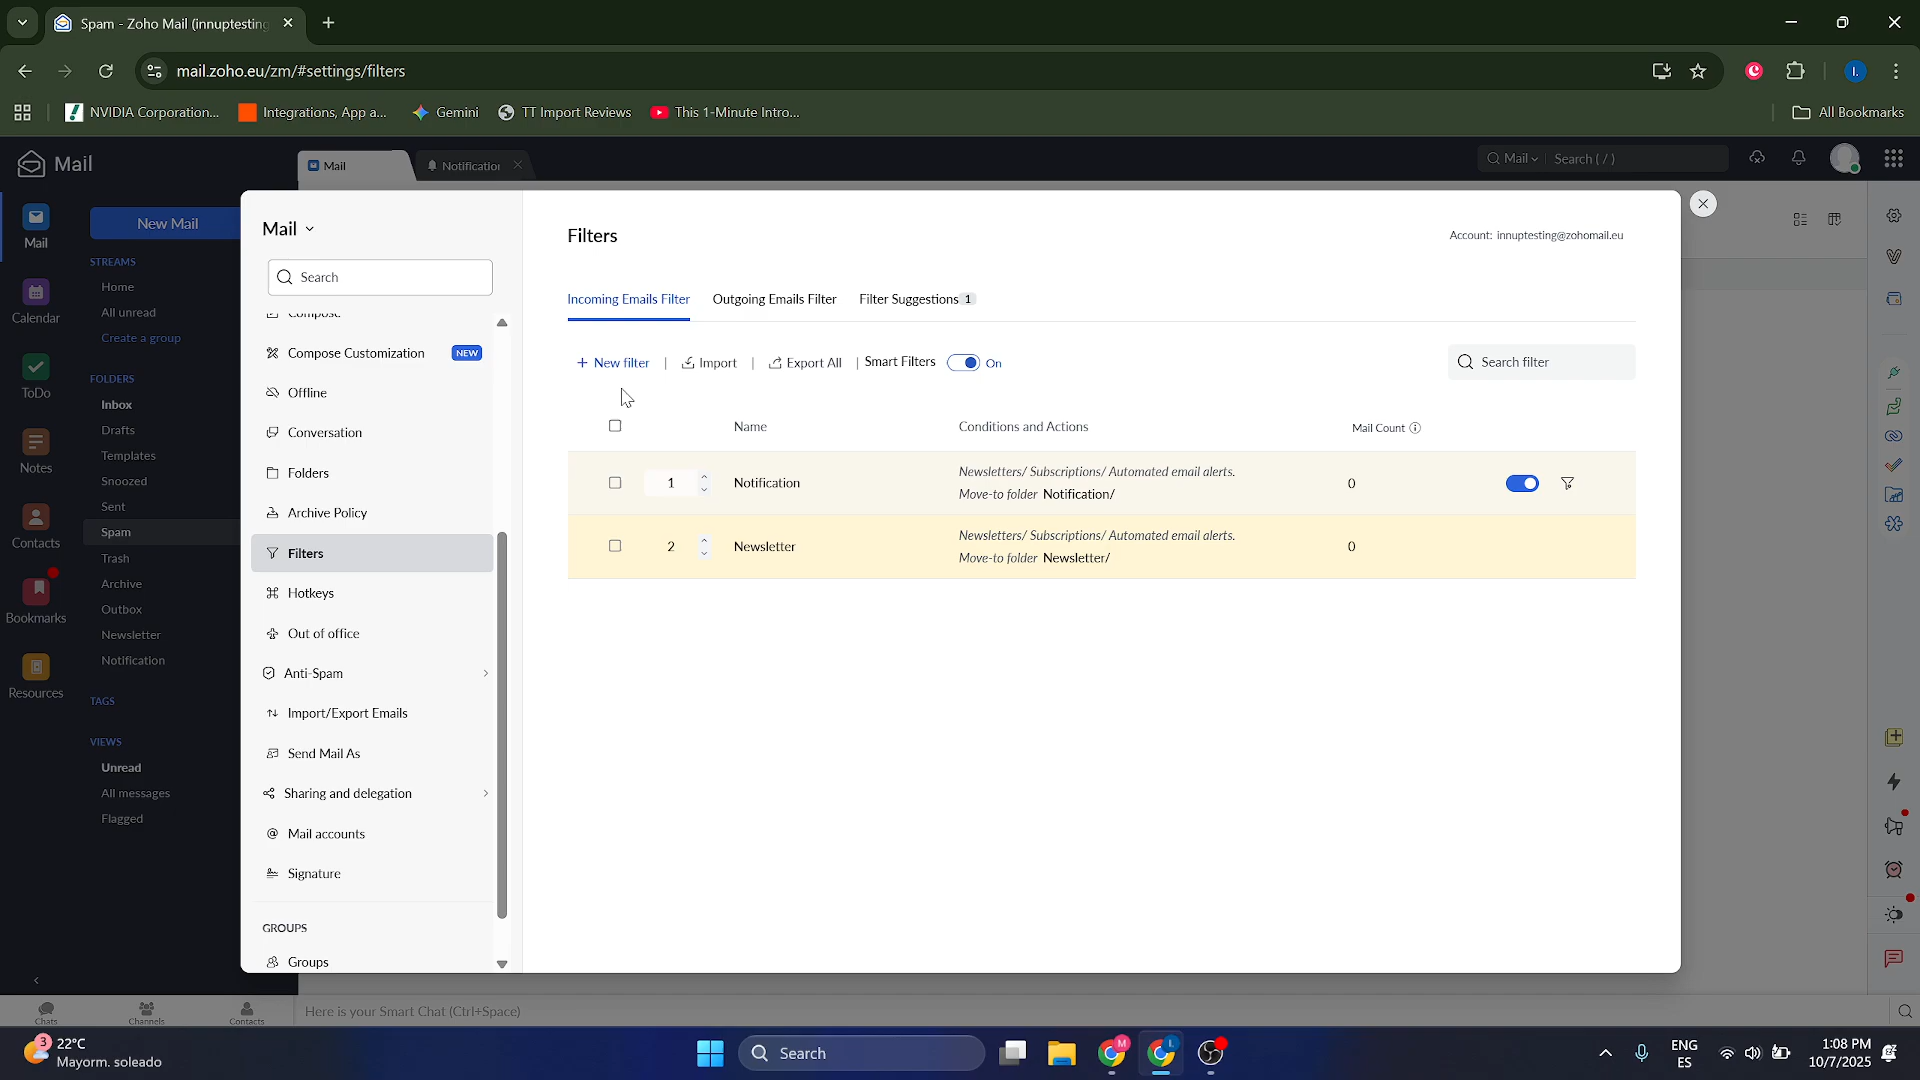 Spam - Zoho Mail (innuptesting
mail.zoho.eu/zm/#settings/filters
NVIDIA Corporation...
Integrations, App a...
Gemini
TT Import Reviews
This 1-Minute Intro...
All Bookmarks
Mail
Mail
Notification
Mail
Search ( / )
Mail
Calendar
ToDo
Notes
Contacts
Bookmarks
Resources
New Mail
STREAMS
Home
All unread
Create a group
FOLDERS
Inbox
Drafts
Templates
Snoozed
Sent
Spam
Trash
Archive
Outbox
Newsletter
Notification
TAGS
VIEWS
Unread
All messages
Flagged
Mail
Search
Compose
Compose Customization NEW
Offline
Conversation
Folders
Archive Policy
Filters
Hotkeys
Out of office
Anti-Spam
Import/Export Emails
Send Mail As
Sharing and delegation
Mail accounts
Signature
GROUPS
Groups
Filters
Account: innuptesting@zohomail.eu
Incoming Emails Filter
Outgoing Emails Filter
Filter Suggestions 1
+ New filter | Import | Export All | Smart Filters On
Search filter
Name
Conditions and Actions
Mail Count
1
Notification
Newsletters/ Subscriptions/ Automated email alerts.
Move-to folder Notification/
0
2
Newsletter
Newsletters/ Subscriptions/ Automated email alerts.
Move-to folder Newsletter/
0
Chats
Channels
Contacts
Here is your Smart Chat (Ctrl+Space)
3
22°C
Mayorm. soleado
Search
M
I.
ENG
ES
1:08 PM
10/7/2025